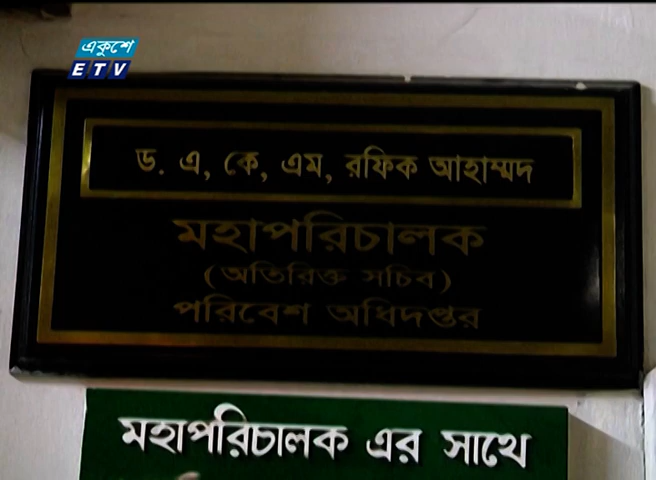 একুশে
ETV
ড. এ, কে, এম, রফিক আহাম্মদ
মহাপরিচালক
(অতিরিক্ত সচিব)
পরিবেশ অধিদপ্তর
মহাপরিচালক এর সাথে